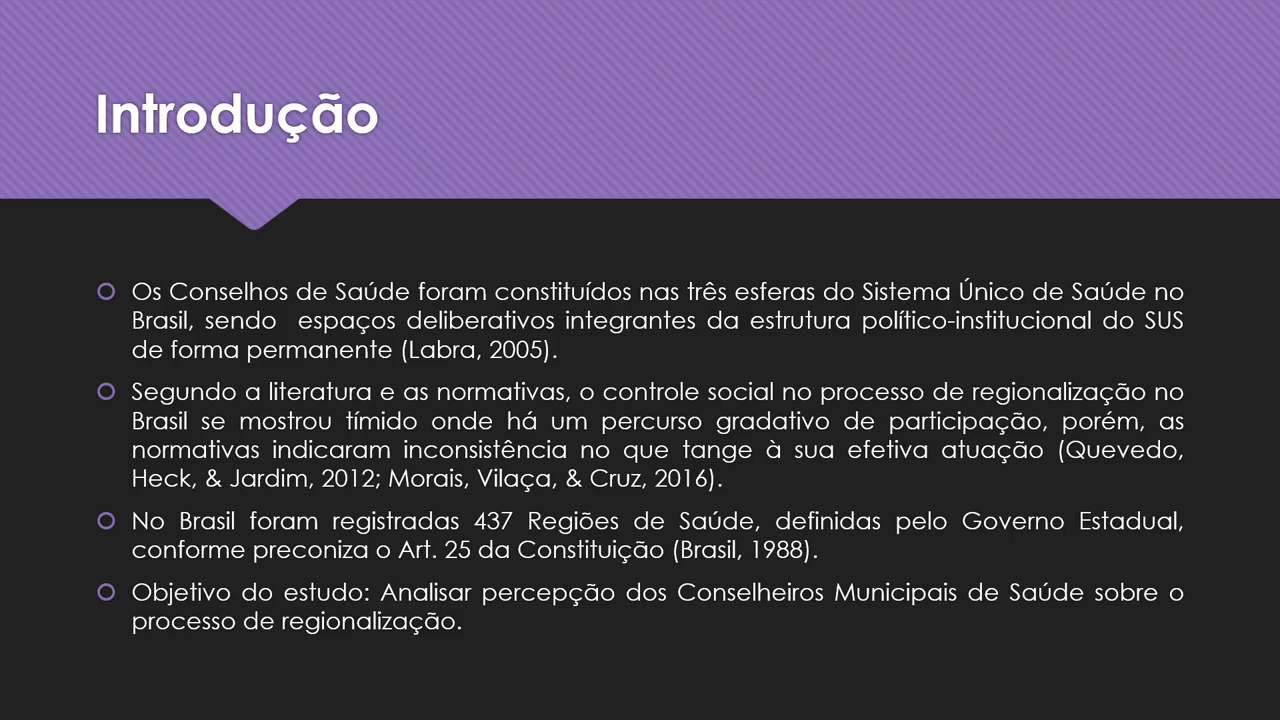 Introdução
Os Conselhos de Saúde foram constituídos nas três esferas do Sistema Único de Saúde no
Brasil, sendo  espaços deliberativos integrantes da estrutura político-institucional do SUS
de forma permanente (Labra, 2005).
Segundo a literatura e as normativas, o controle social no processo de regionalização no
Brasil se mostrou tímido onde há um percurso gradativo de participação, porém, as
normativas indicaram inconsistência no que tange à sua efetiva atuação (Quevedo,
Heck, & Jardim, 2012; Morais, Vilaça, & Cruz, 2016).
No Brasil foram registradas 437 Regiões de Saúde, definidas pelo Governo Estadual,
conforme preconiza o Art. 25 da Constituição (Brasil, 1988).
Objetivo do estudo: Analisar percepção dos Conselheiros Municipais de Saúde sobre o
processo de regionalização.